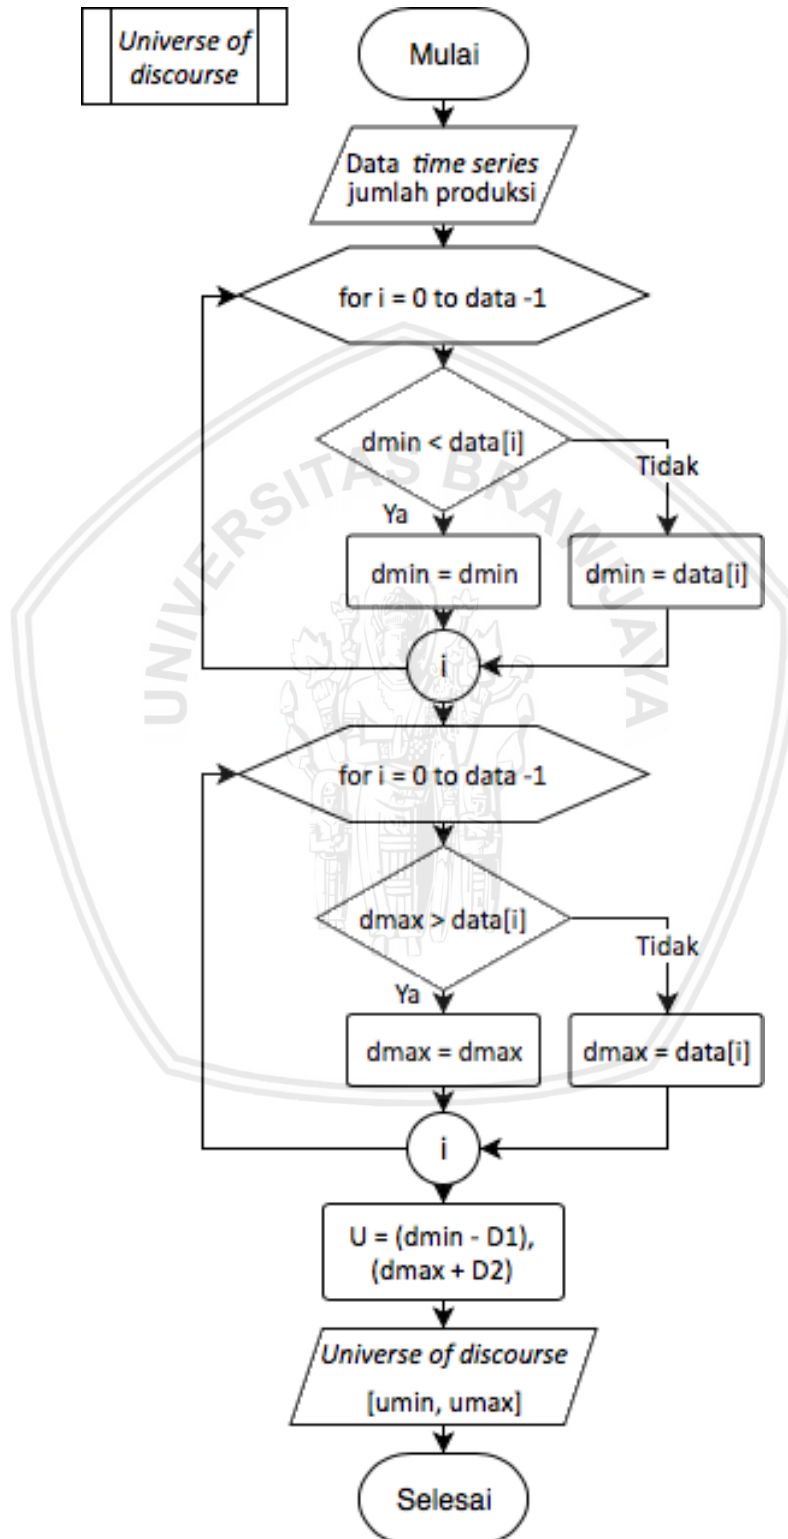 Universe of
discourse
Mulai
Data time series
jumlah produksi
for i = 0 to data -1
dmin < data[i]
Tidak
Ya
dmin = dmin
dmin = data[i]
i
for i = 0 to data -1
dmax > data[i]
Tidak
Ya
dmax = dmax
dmax = data[i]
i
U = (dmin - D1),
(dmax + D2)
Universe of discourse
[umin, umax]
Selesai
UNIVERSITAS BRAWIJAYA